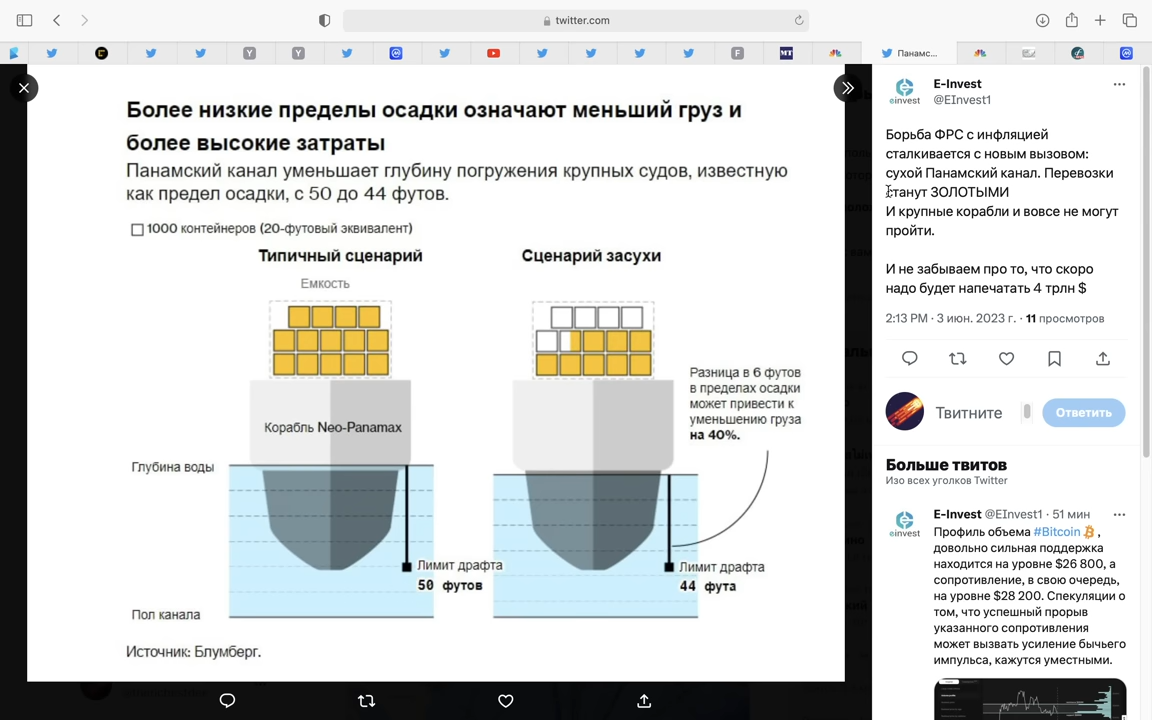 twitter.com
Y
Y
F
MT
Панамс...
Более низкие пределы осадки означают меньший груз и
более высокие затраты
Панамский канал уменьшает глубину погружения крупных судов, известную
как предел осадки, с 50 до 44 футов.
1000 контейнеров (20-футовый эквивалент)
Типичный сценарий
Сценарий засухи
Емкость
Разница в 6 футов
в пределах осадки
может привести к
уменьшению груза
на 40%.
Корабль Neo-Panamax
Глубина воды
Лимит драфта
50 футов
Лимит драфта
44 фута
Пол канала
Источник: Блумберг.
einvest
E-Invest
@EInvest1
Борьба ФРС с инфляцией
сталкивается с новым вызовом:
сухой Панамский канал. Перевозки
станут ЗОЛОТЫМИ
И крупные корабли и вовсе не могут
пройти.
И не забываем про то, что скоро
надо будет напечатать 4 трлн $
2:13 PM · 3 июн. 2023 г. · 11 просмотров
Твитните
Ответить
Больше твитов
Изо всех уголков Twitter
einvest
E-Invest @EInvest1 · 51 мин
Профиль объема #Bitcoin ,
довольно сильная поддержка
находится на уровне $26 800, а
сопротивление, в свою очередь,
на уровне $28 200. Спекуляции о
том, что успешный прорыв
указанного сопротивления
может вызвать усиление бычьего
импульса, кажутся уместными.